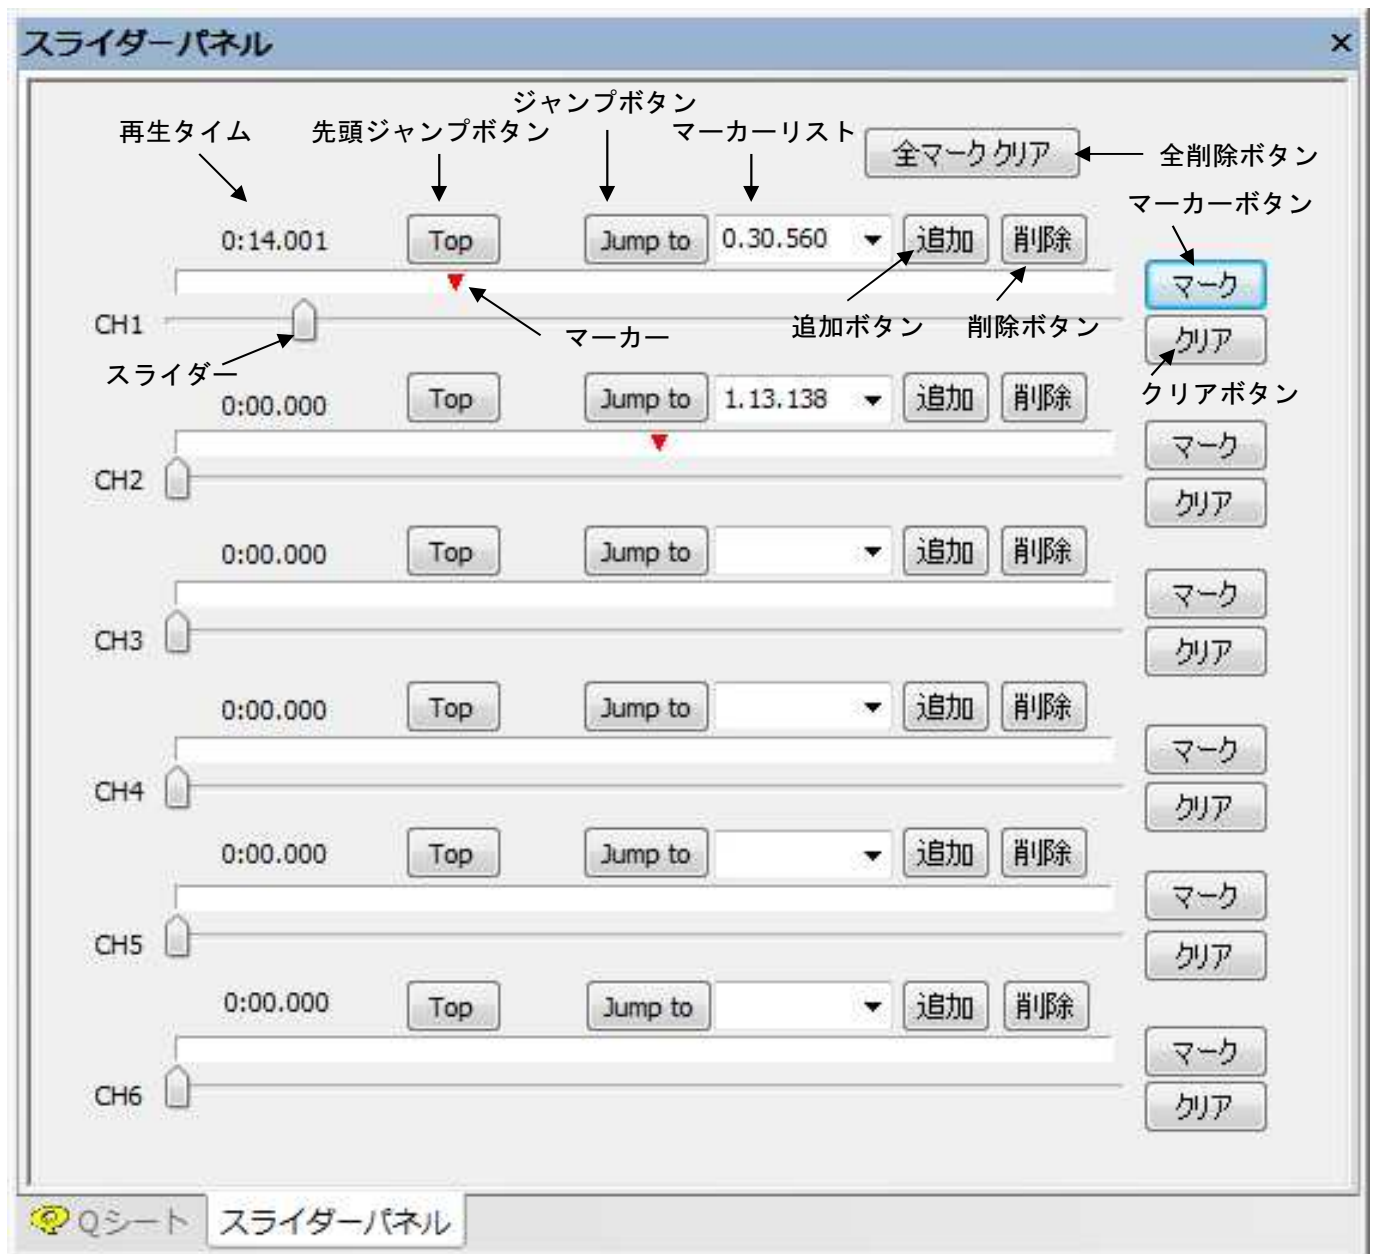 スライダーパネル
ジャンプボタン
再生タイム 先頭ジャンプボタン マーカーリスト
全マーククリア 全削除ボタン
マーカーボタン
0:14.001 Top Jump to 0.30.560 追加 削除
マーク
CH1 マーカー 追加ボタン 削除ボタン
クリア
スライダー
クリアボタン
0:00.000 Top Jump to 1.13.138 追加 削除
マーク
CH2
クリア
0:00.000 Top Jump to 追加 削除
マーク
CH3
クリア
0:00.000 Top Jump to 追加 削除
マーク
CH4
クリア
0:00.000 Top Jump to 追加 削除
マーク
CH5
クリア
0:00.000 Top Jump to 追加 削除
マーク
CH6
クリア
Qシート スライダーパネル